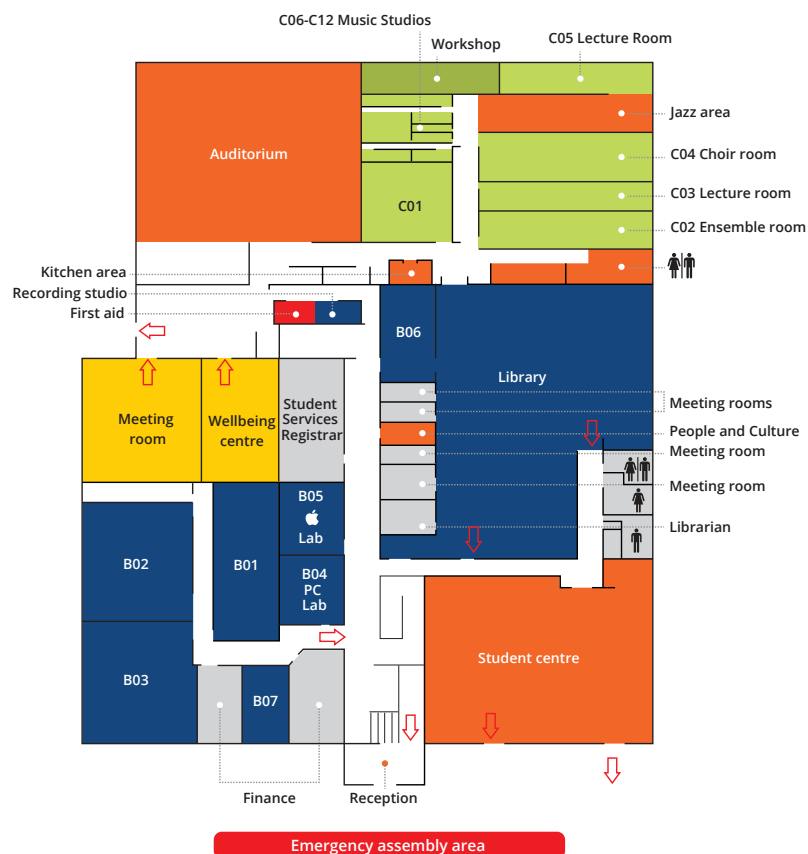 C06-C12 Music Studios
Workshop
C05 Lecture Room
Jazz area
Auditorium
C04 Choir room
C03 Lecture room
C01
C02 Ensemble room
Kitchen area
Recording studio
First aid
B06
Library
Meeting
room
Wellbeing
centre
Student
Services
Registrar
Meeting rooms
People and Culture
Meeting room
Meeting room
Librarian
B05
Lab
B02
B01
B04
PC
Lab
B03
B07
Student centre
Finance
Reception
Emergency assembly area